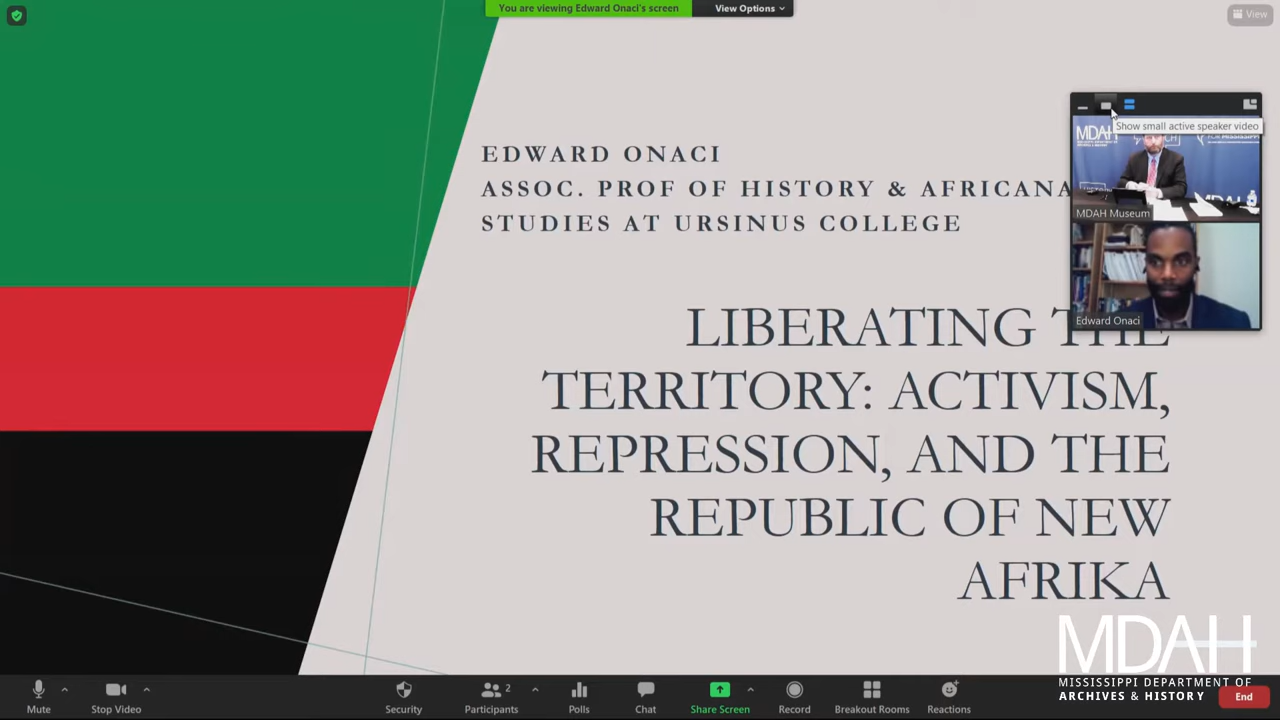 You are viewing Edward Onaci's screen
View Options
View
Show small active speaker video
MDAH
MDAH Museum
Edward Onaci
EDWARD ONACI
ASSOC. PROF OF HISTORY & AFRICANA
STUDIES AT URSINUS COLLEGE
LIBERATING THE
TERRITORY: ACTIVISM,
REPRESSION, AND THE
REPUBLIC OF NEW
AFRIKA
MDAH
MISSISSIPPI DEPARTMENT OF
ARCHIVES & HISTORY
Mute
Stop Video
Security
Participants
2
Polls
Chat
Share Screen
Record
Breakout Rooms
Reactions
End